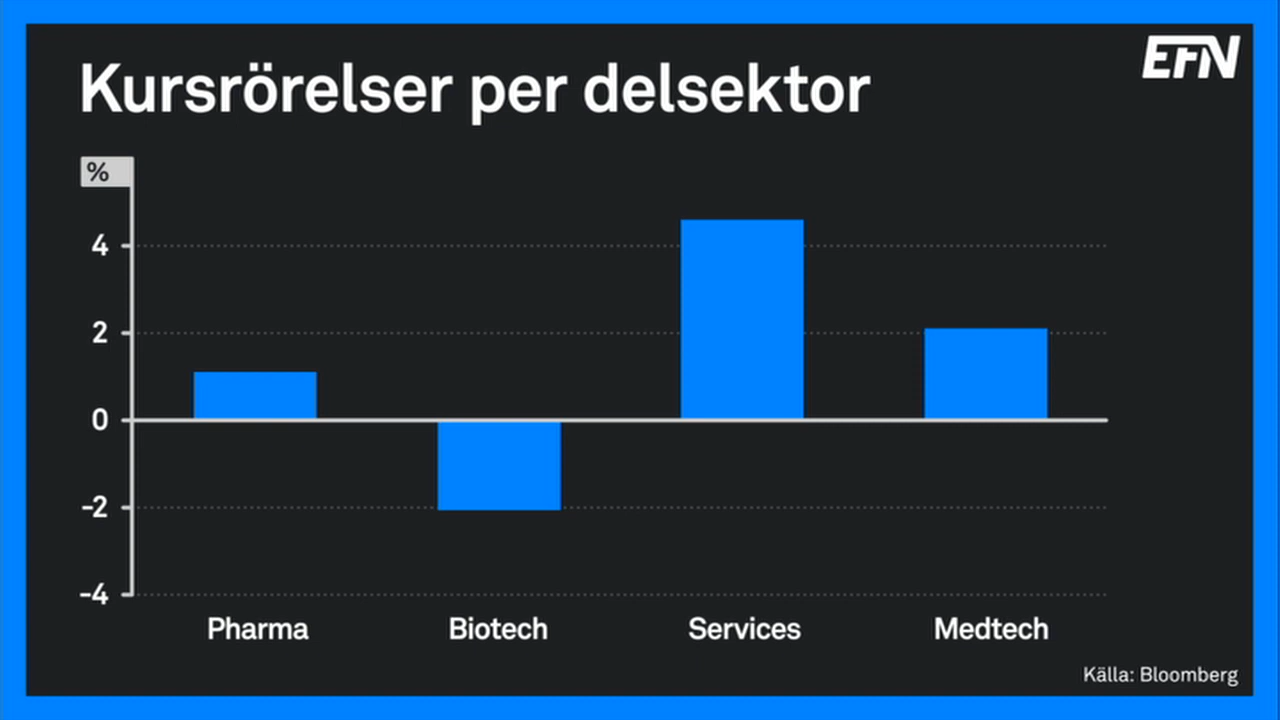 EFN
Kursrörelser per delsektor
%
4
2
0
-2
-4
Pharma Biotech Services Medtech
Källa: Bloomberg